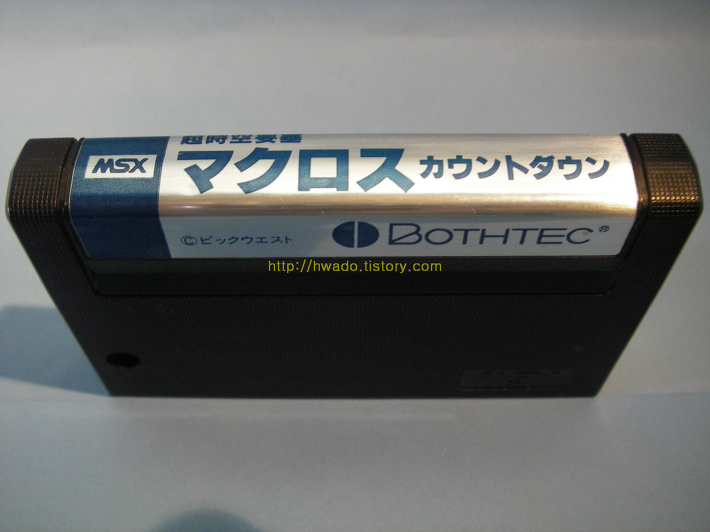 超時空要塞
MSX
マクロス カウントダウン
©ビックウエスト
BOTHTEC®
http://hwado.tistory.com